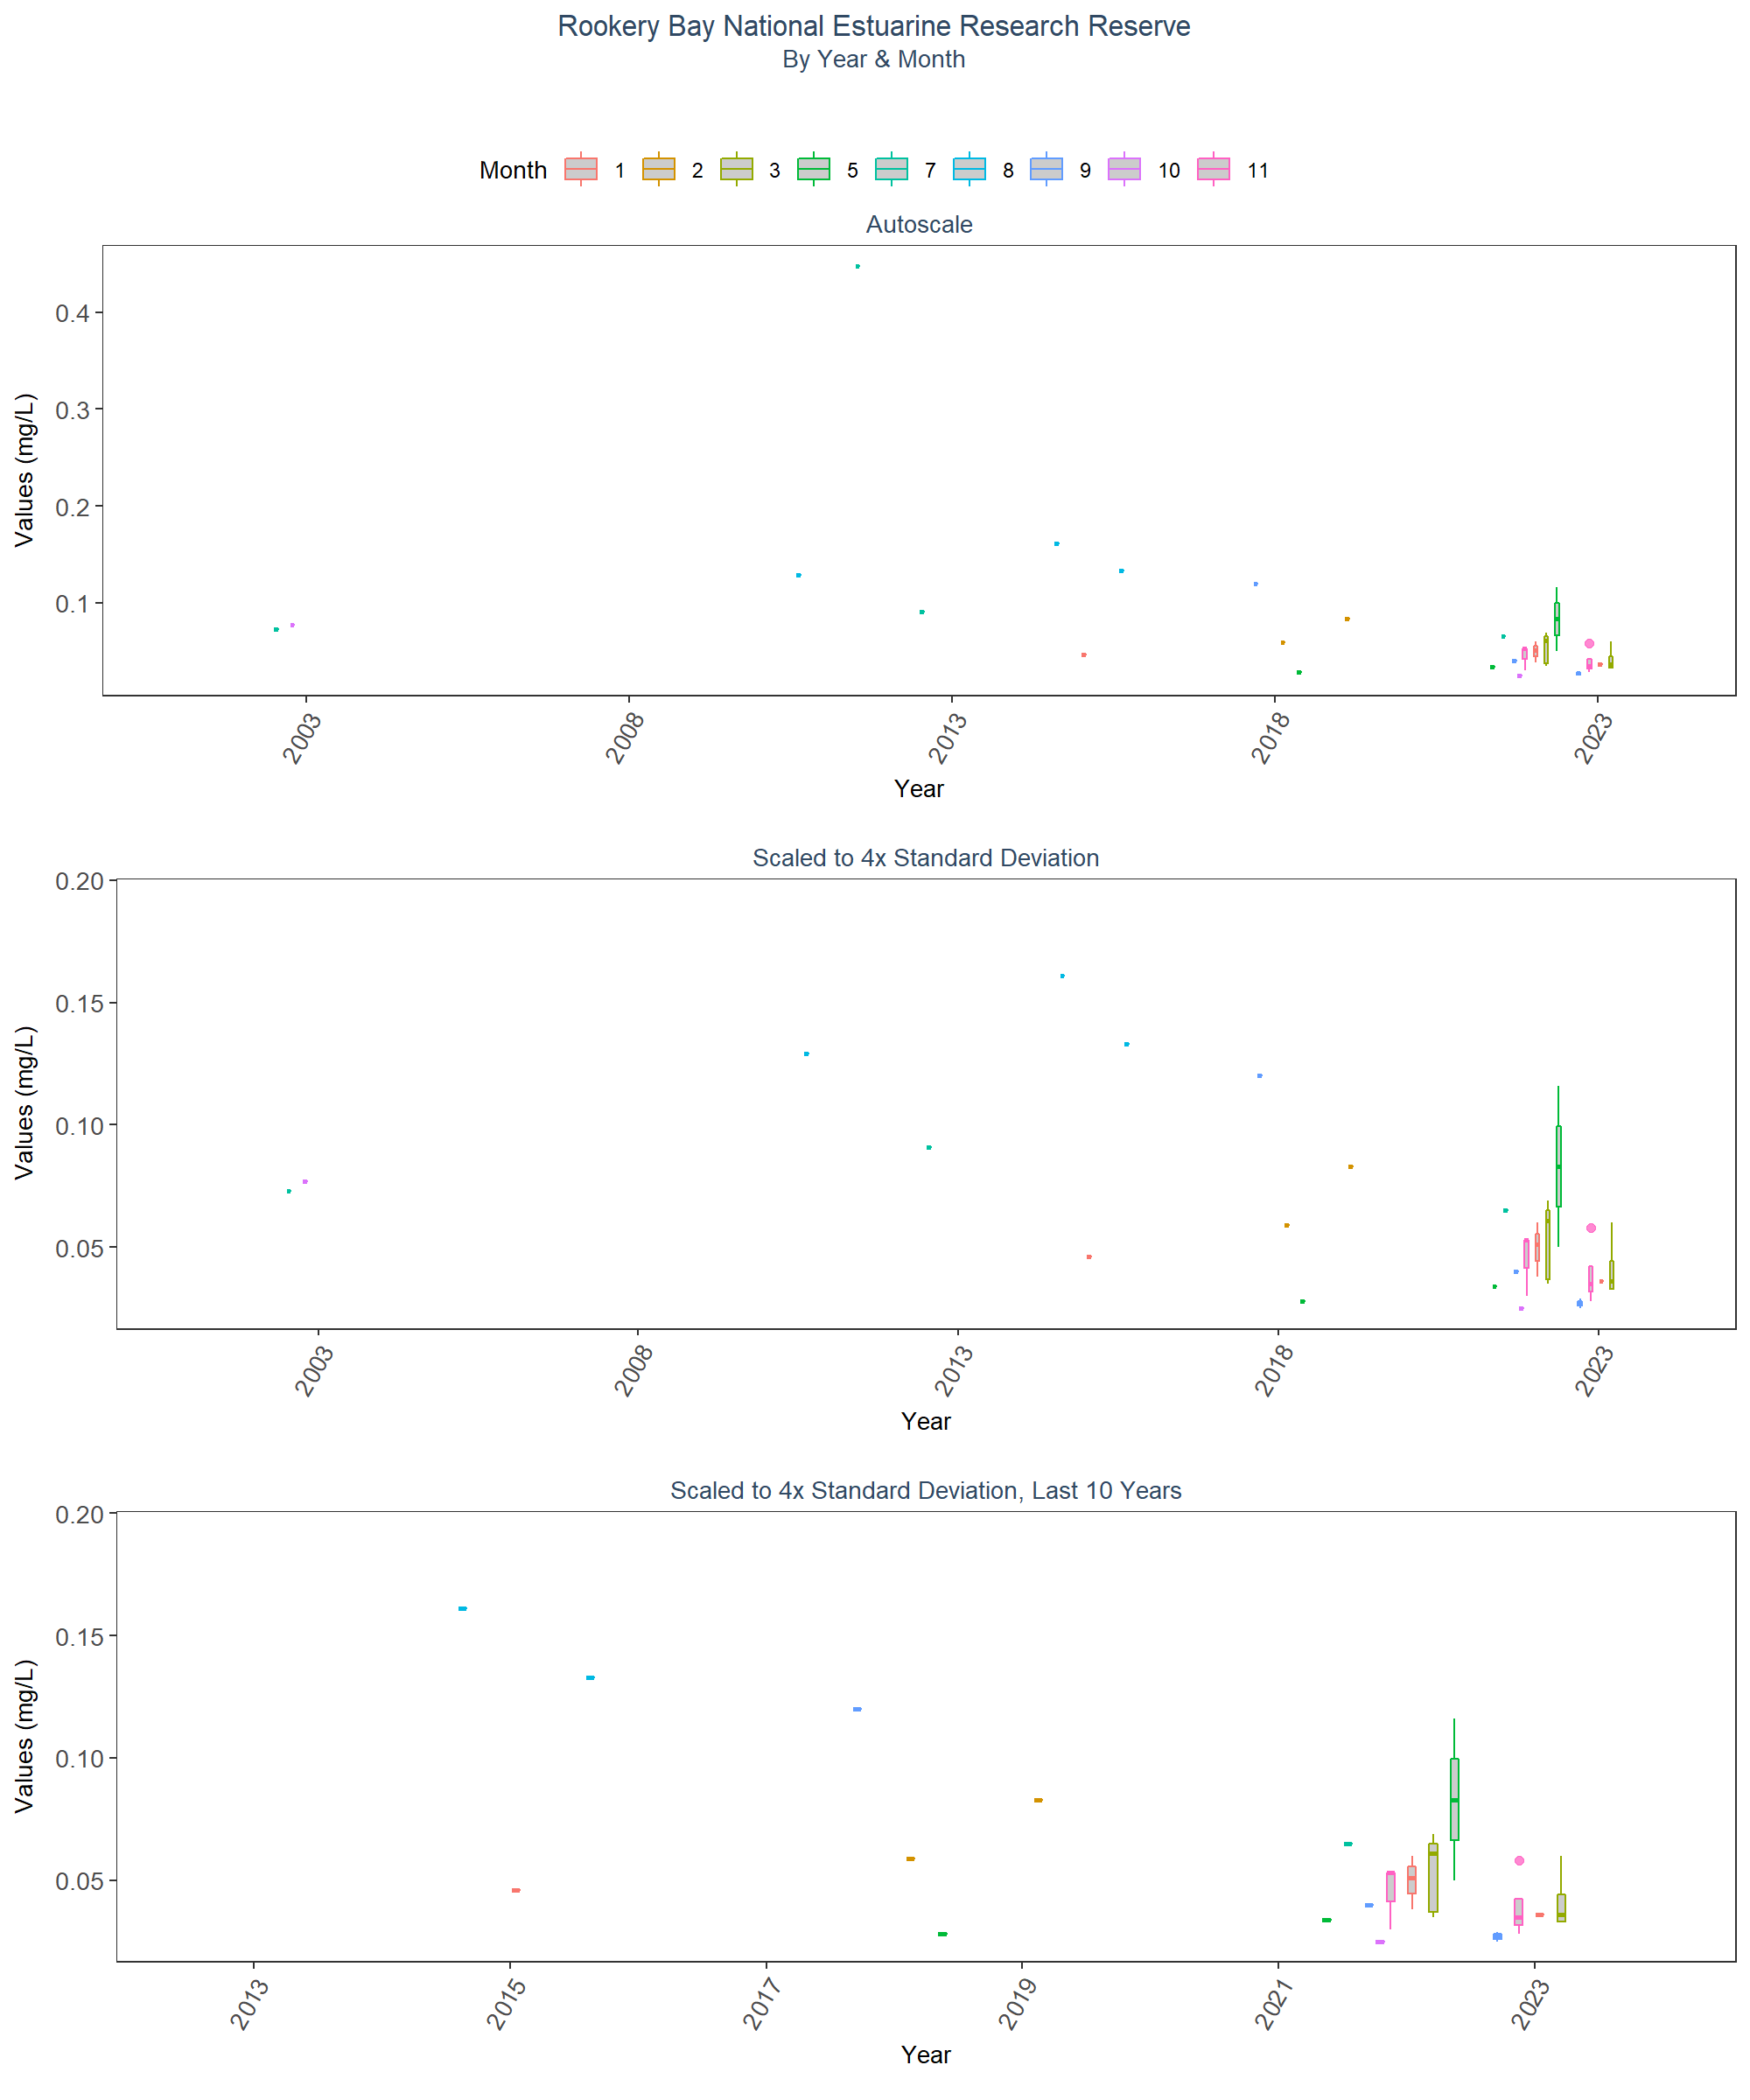 Rookery Bay National Estuarine Research Reserve
By Year & Month
Month 1 2 3 5 7 8 9 10 11
Autoscale
Values (mg/L)
0.4
0.3
0.2
0.1
2003 2008 2013 2018 2023
Year
Scaled to 4x Standard Deviation
Values (mg/L)
0.20
0.15
0.10
0.05
2003 2008 2013 2018 2023
Year
Scaled to 4x Standard Deviation, Last 10 Years
Values (mg/L)
0.20
0.15
0.10
0.05
2013 2015 2017 2019 2021 2023
Year